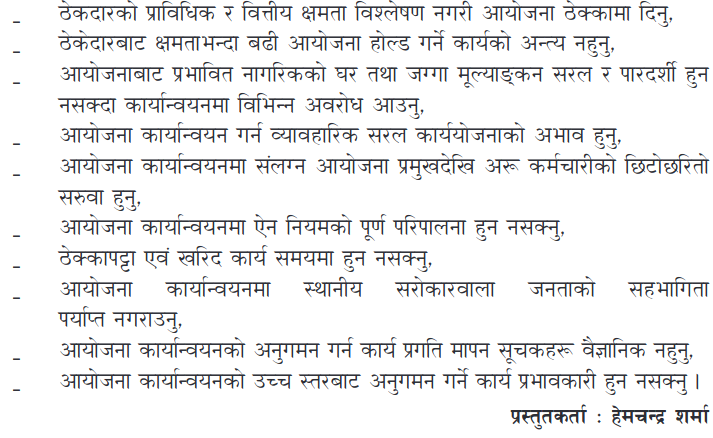 – ठेकदारको प्राविधिक र वित्तीय क्षमता विश्लेषण नगरी आयोजना ठेक्कामा दिनु,
– ठेकेदारबाट क्षमताभन्दा बढी आयोजना होल्ड गर्ने कार्यको अन्त्य नहुनु,
– आयोजनाबाट प्रभावित नागरिकको घर तथा जग्गा मूल्याङ्कन सरल र पारदर्शी हुन
नसक्दा कार्यान्वयनमा विभिन्न अवरोध आउनु,
– आयोजना कार्यान्वयन गर्न व्यावहारिक सरल कार्ययोजनाको अभाव हुनु,
– आयोजना कार्यान्वयनमा संलग्न आयोजना प्रमुखदेखि अरू कर्मचारीको छिटोछरितो
सरुवा हुनु,
– आयोजना कार्यान्वयनमा ऐन नियमको पूर्ण परिपालना हुन नसक्नु,
– ठेक्कापट्टा एवं खरिद कार्य समयमा हुन नसक्नु,
– आयोजना कार्यान्वयनमा स्थानीय सरोकारवाला जनताको सहभागिता
पर्याप्त नगराउनु,
– आयोजना कार्यान्वयनको अनुगमन गर्न कार्य प्रगति मापन सूचकहरू वैज्ञानिक नहुनु,
– आयोजना कार्यान्वयनको उच्च स्तरबाट अनुगमन गर्ने कार्य प्रभावकारी हुन नसक्नु ।
प्रस्तुतकर्ता : हेमचन्द्र शर्मा